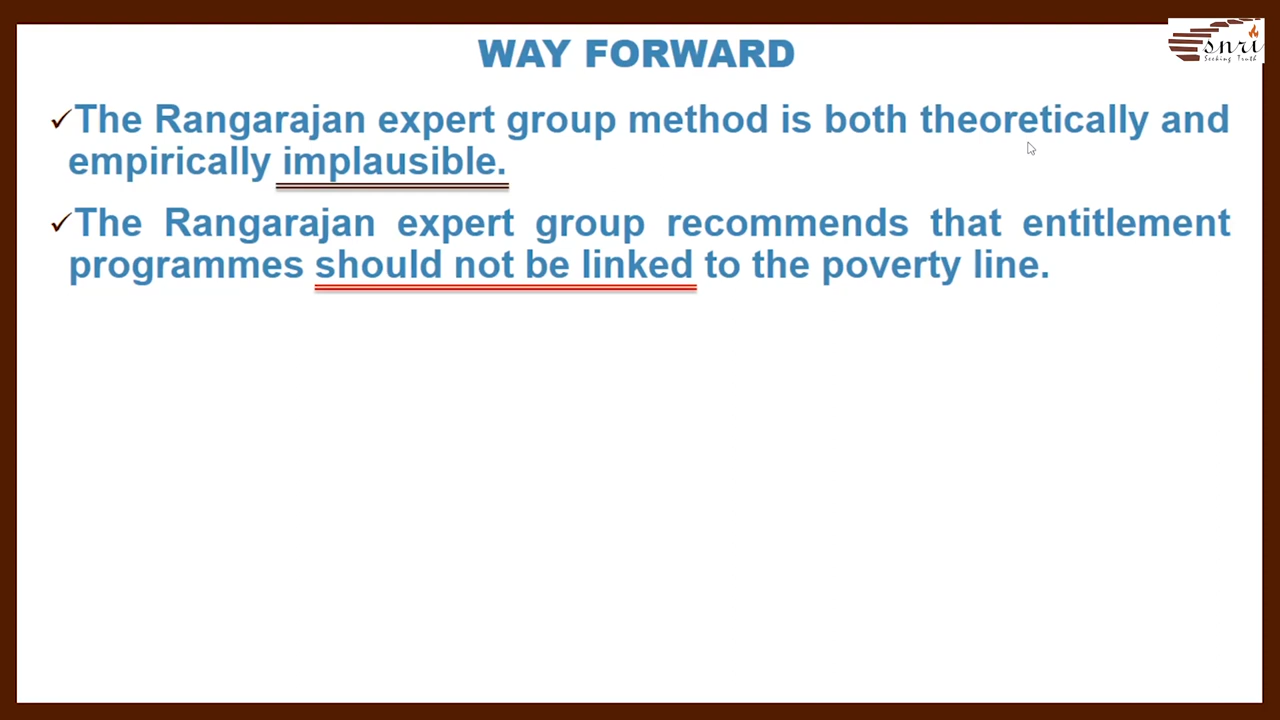 WAY FORWARD
snri
Seeking Truth
✓The Rangarajan expert group method is both theoretically and
empirically implausible.
✓The Rangarajan expert group recommends that entitlement
programmes should not be linked to the poverty line.